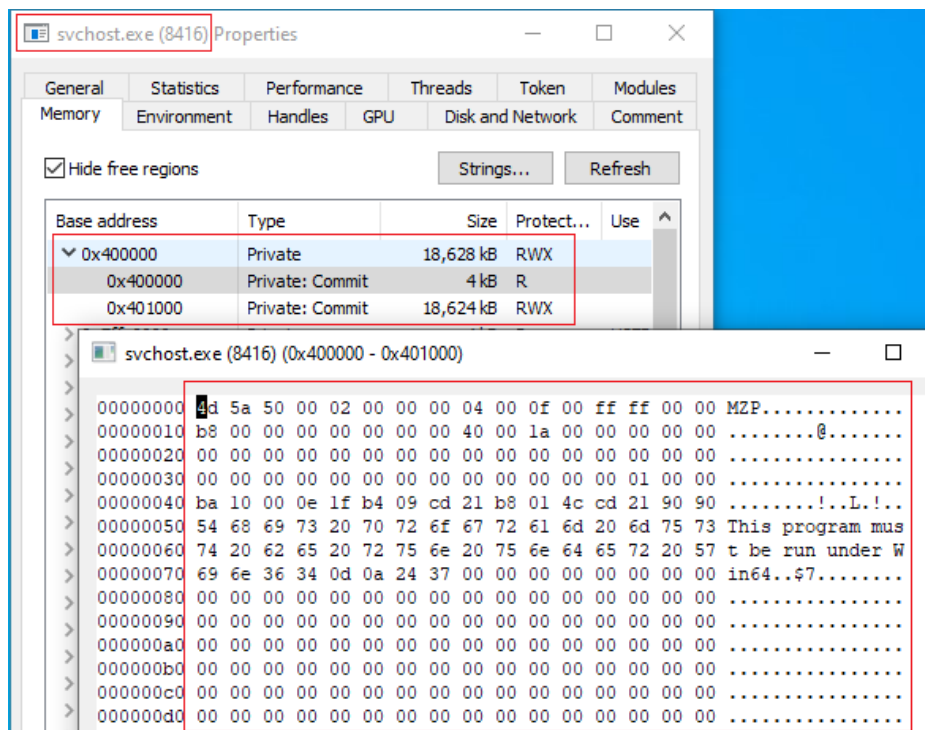 svchost.exe (8416) Properties
General Statistics Performance Threads Token Modules
Memory Environment Handles GPU Disk and Network Comment
Hide free regions Strings... Refresh
Base address Type Size Protect... Use
0x400000 Private 18,628 kB RWX
0x400000 Private: Commit 4 kB R
0x401000 Private: Commit 18,624 kB RWX
svchost.exe (8416) (0x400000 - 0x401000)
00000000 4d 5a 50 00 02 00 00 00 04 00 0f 00 ff ff 00 00 MZP.............
00000010 b8 00 00 00 00 00 00 00 40 00 1a 00 00 00 00 00 ........@.......
00000020 00 00 00 00 00 00 00 00 00 00 00 00 00 00 00 00 ................
00000030 00 00 00 00 00 00 00 00 00 00 00 00 00 01 00 00 ................
00000040 ba 10 00 0e 1f b4 09 cd 21 b8 01 4c cd 21 90 90 ........!..L.!..
00000050 54 68 69 73 20 70 72 6f 67 72 61 6d 20 6d 75 73 This program mus
00000060 74 20 62 65 20 72 75 6e 20 75 6e 64 65 72 20 57 t be run under W
00000070 69 6e 36 34 0d 0a 24 37 00 00 00 00 00 00 00 00 in64..$7........
00000080 00 00 00 00 00 00 00 00 00 00 00 00 00 00 00 00 ................
00000090 00 00 00 00 00 00 00 00 00 00 00 00 00 00 00 00 ................
000000a0 00 00 00 00 00 00 00 00 00 00 00 00 00 00 00 00 ................
000000b0 00 00 00 00 00 00 00 00 00 00 00 00 00 00 00 00 ................
000000c0 00 00 00 00 00 00 00 00 00 00 00 00 00 00 00 00 ................
000000d0 00 00 00 00 00 00 00 00 00 00 00 00 00 00 00 00 ................